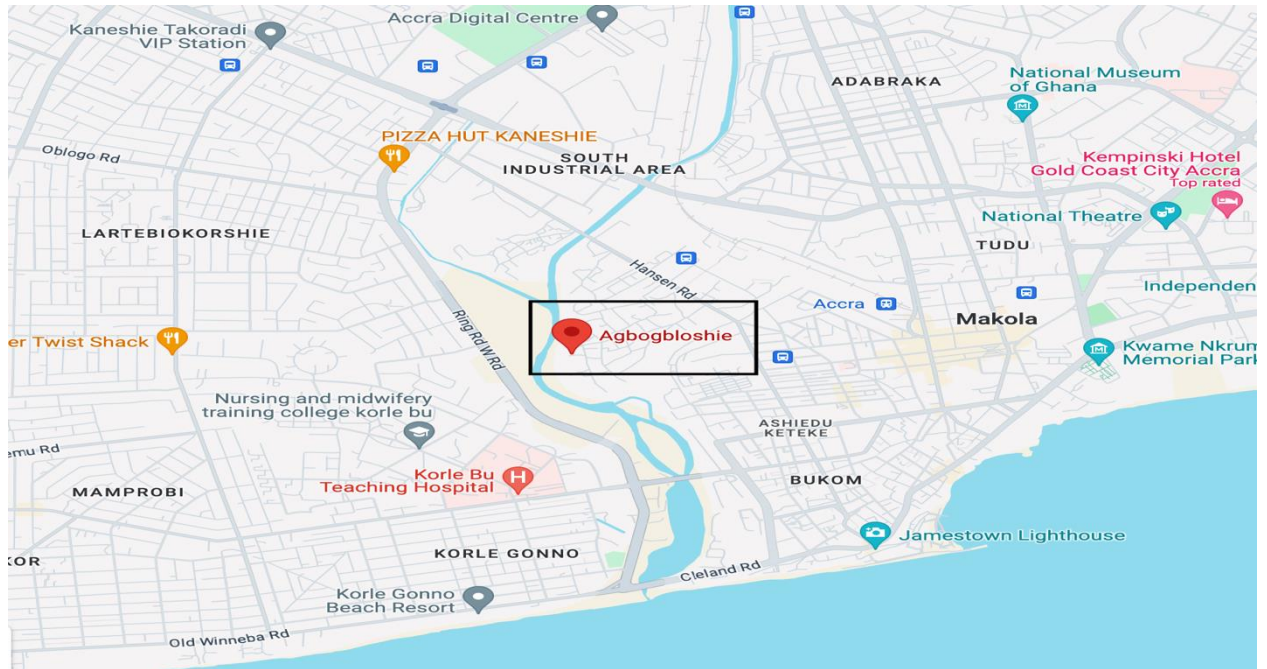 Accra Digital Centre
Kaneshie Takoradi
VIP Station
ADABRAKA
National Museum
of Ghana
PIZZA HUT KANESHIE
Oblogo Rd
SOUTH
INDUSTRIAL AREA
Kempinski Hotel
Gold Coast City Accra
Top rated
National Theatre
LARTEBIOKORSHIE
TUDU
Hansen Rd
Independen
Accra
Makola
Ring Rd W Rd
Agbogbloshie
er Twist Shack
Kwame Nkrum
Memorial Park
Nursing and midwifery
training college korle bu
ASHIEDU
KETEKE
emu Rd
Korle Bu
Teaching Hospital
H
BUKOM
MAMPROBI
Jamestown Lighthouse
KORLE GONNO
KOR
Cleland Rd
Korle Gonno
Beach Resort
Old Winneba Rd